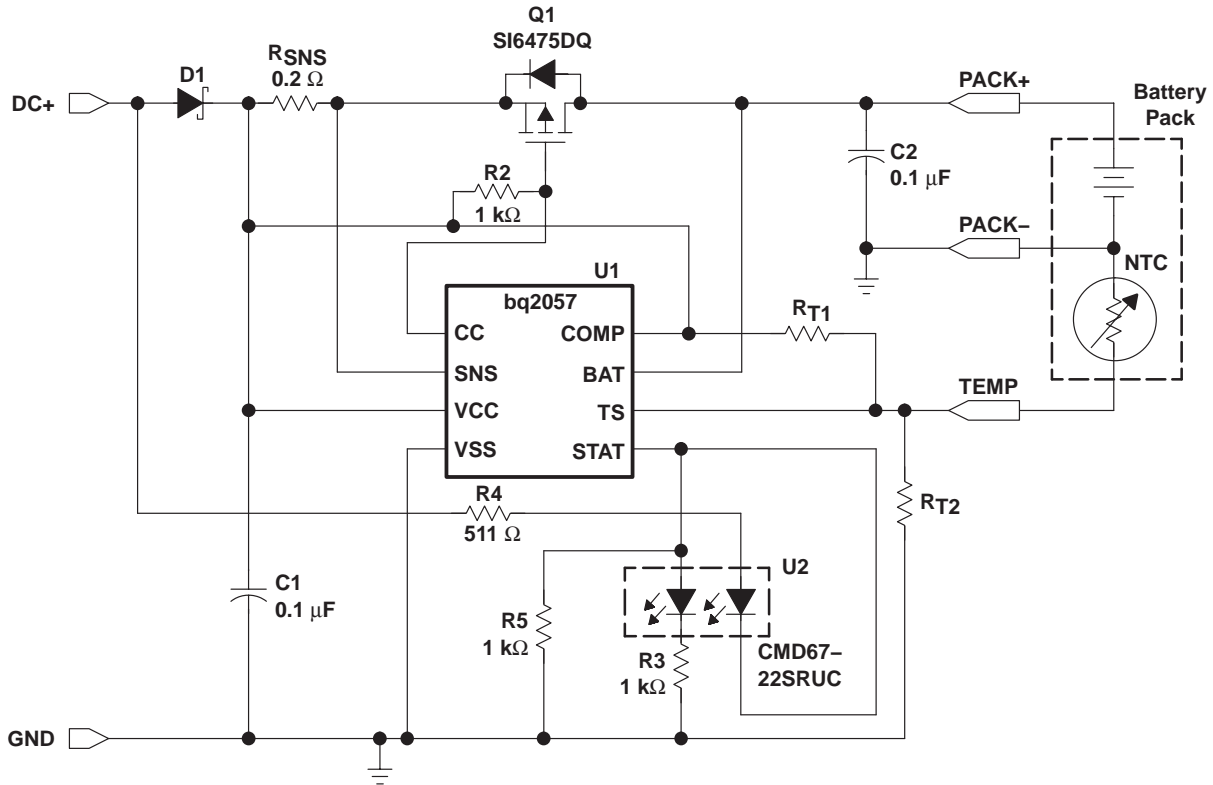 Q1
SI6475DQ
RSNS
0.2 Ω
D1
DC+
PACK+
Battery
Pack
C2
0.1 μF
R2
1 kΩ
PACK–
NTC
U1
bq2057
CC
COMP
RT1
SNS
BAT
TEMP
VCC
TS
VSS
STAT
R4
511 Ω
RT2
U2
C1
0.1 μF
R5
1 kΩ
R3
1 kΩ
CMD67–
22SRUC
GND